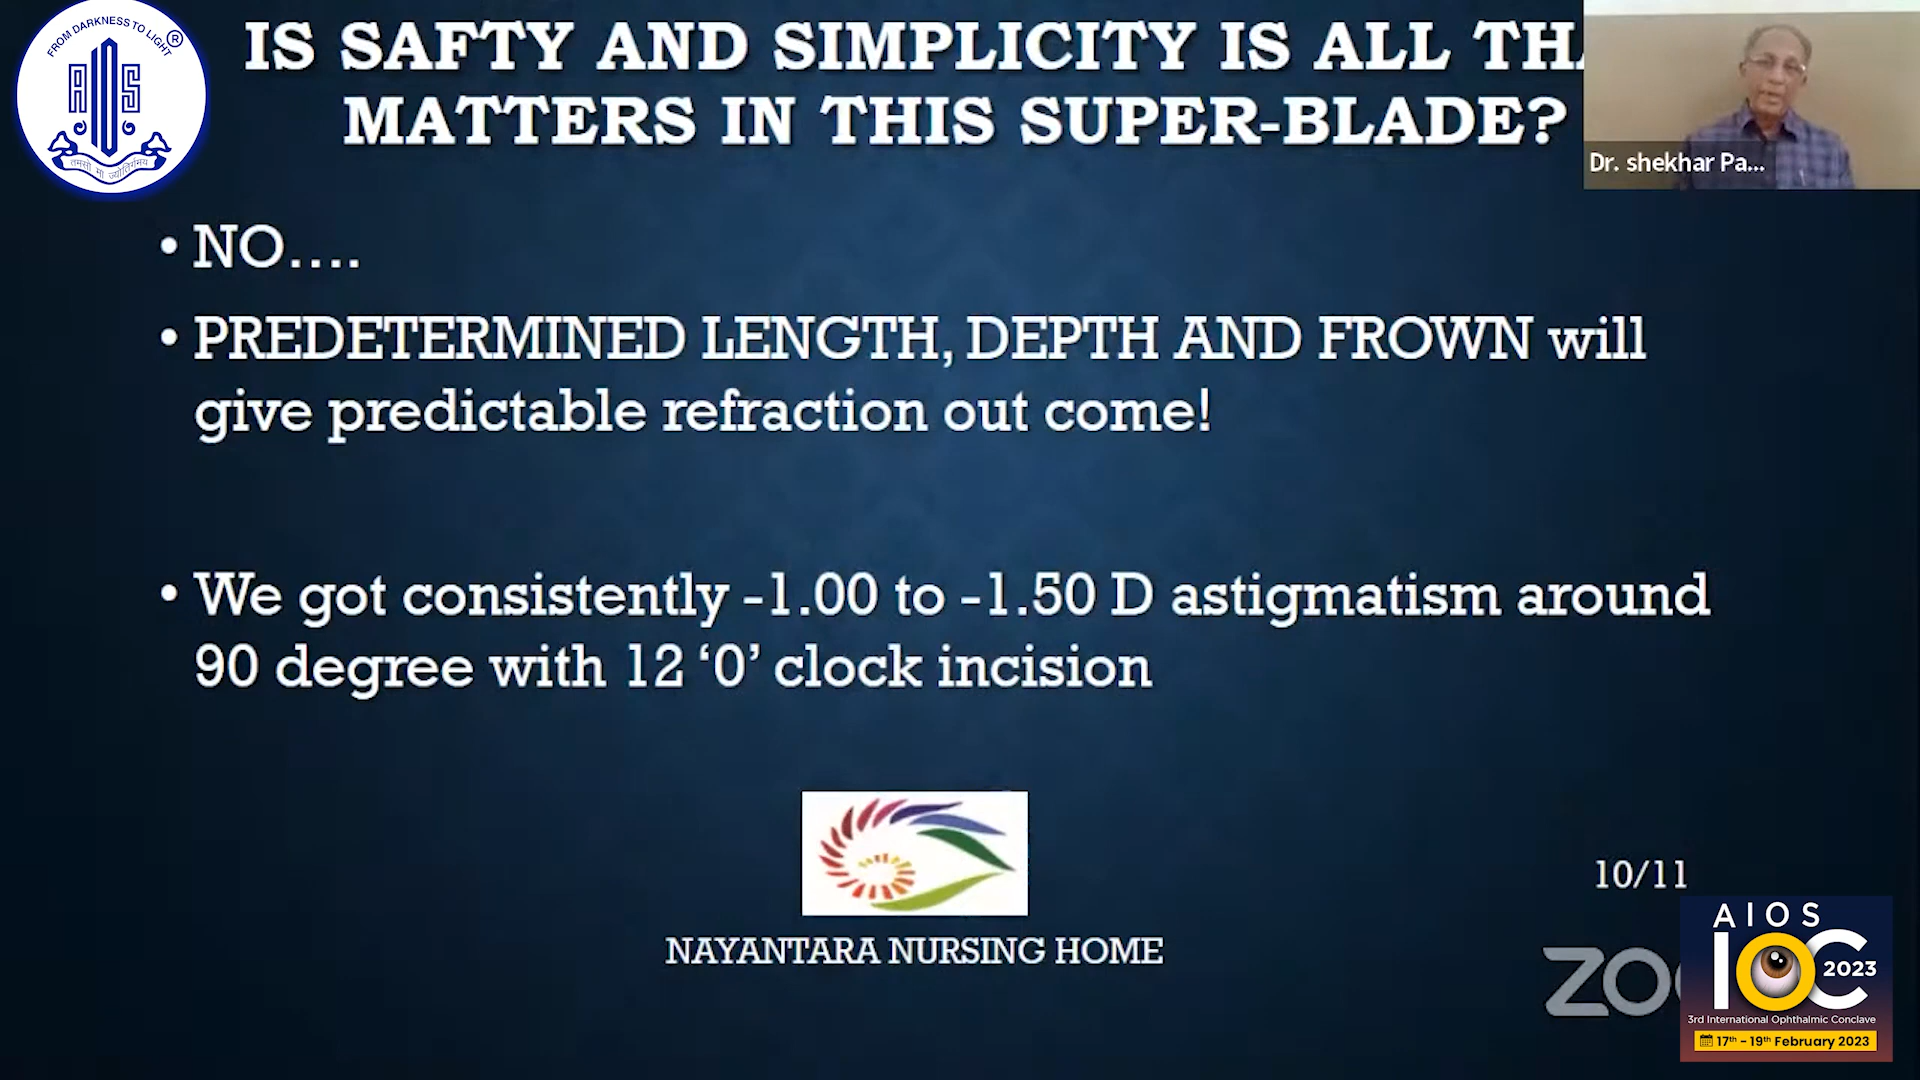 FROM DARKNESS TO LIGHT ®
AIOS
तमसो मा ज्योतिर्गमय
IS SAFTY AND SIMPLICITY IS ALL
MATTERS IN THIS SUPER-BLADE?
Dr. shekhar Pa...
• NO....
• PREDETERMINED LENGTH, DEPTH AND FROWN will
give predictable refraction out come!
• We got consistently -1.00 to -1.50 D astigmatism around
90 degree with 12 ‘0’ clock incision
NAYANTARA NURSING HOME
10/11
AIOS
IOC 2023
3rd International Ophthalmic Conclave
17th - 19th February 2023